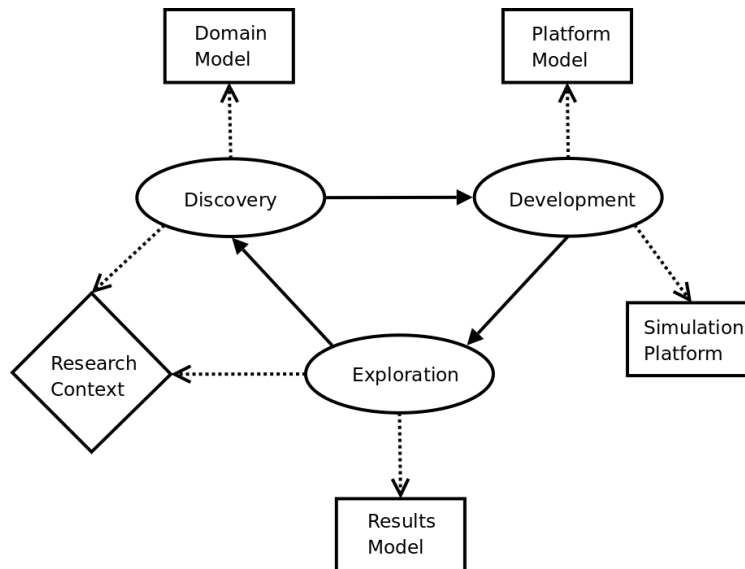 Domain
Model
Platform
Model
Discovery
Development
Simulation
Platform
Research
Context
Exploration
Results
Model